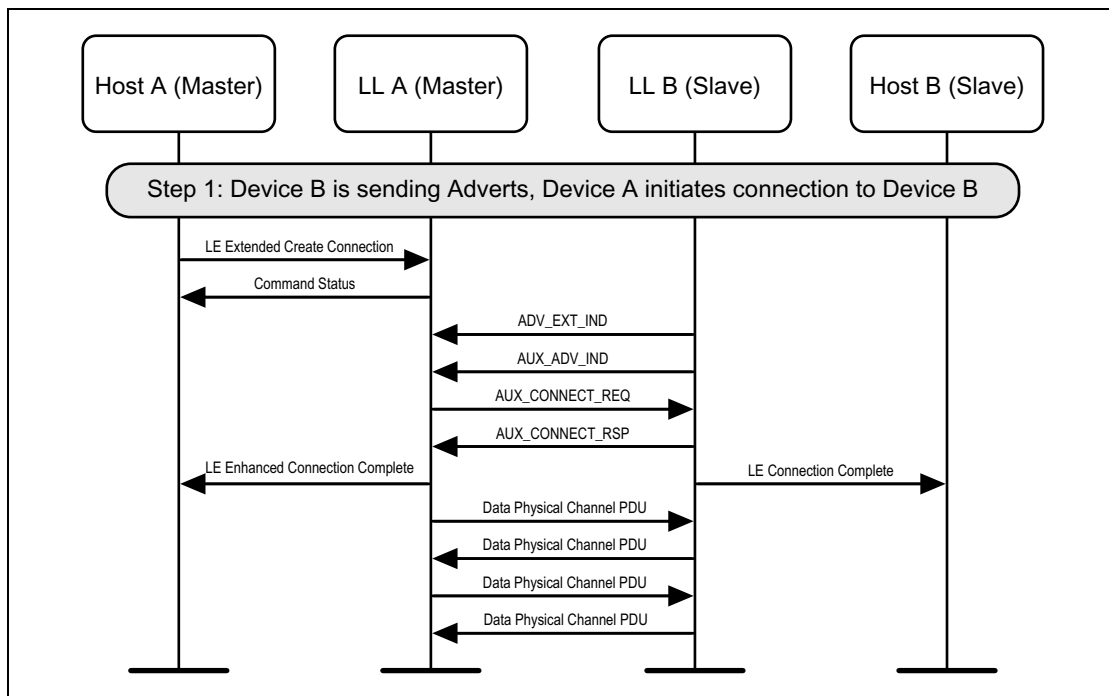 Host A (Master)
LL A (Master)
LL B (Slave)
Host B (Slave)
Step 1: Device B is sending Adverts, Device A initiates connection to Device B
LE Extended Create Connection
Command Status
ADV_EXT_IND
AUX_ADV_IND
AUX_CONNECT_REQ
AUX_CONNECT_RSP
LE Enhanced Connection Complete
LE Connection Complete
Data Physical Channel PDU
Data Physical Channel PDU
Data Physical Channel PDU
Data Physical Channel PDU